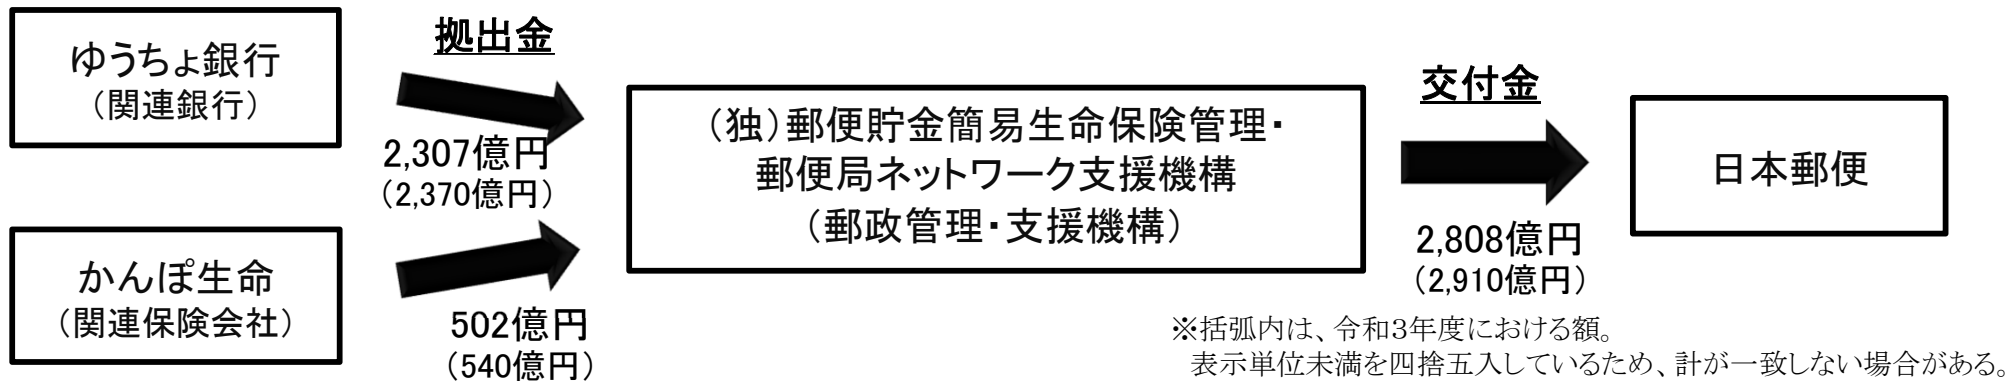 ゆうちょ銀行
（関連銀行）
拠出金
2,307億円
（2,370億円）
かんぽ生命
（関連保険会社）
502億円
（540億円）
（独）郵便貯金簡易生命保険管理・
郵便局ネットワーク支援機構
（郵政管理・支援機構）
交付金
2,808億円
（2,910億円）
日本郵便
※括弧内は、令和３年度における額。
表示単位未満を四捨五入しているため、計が一致しない場合がある。